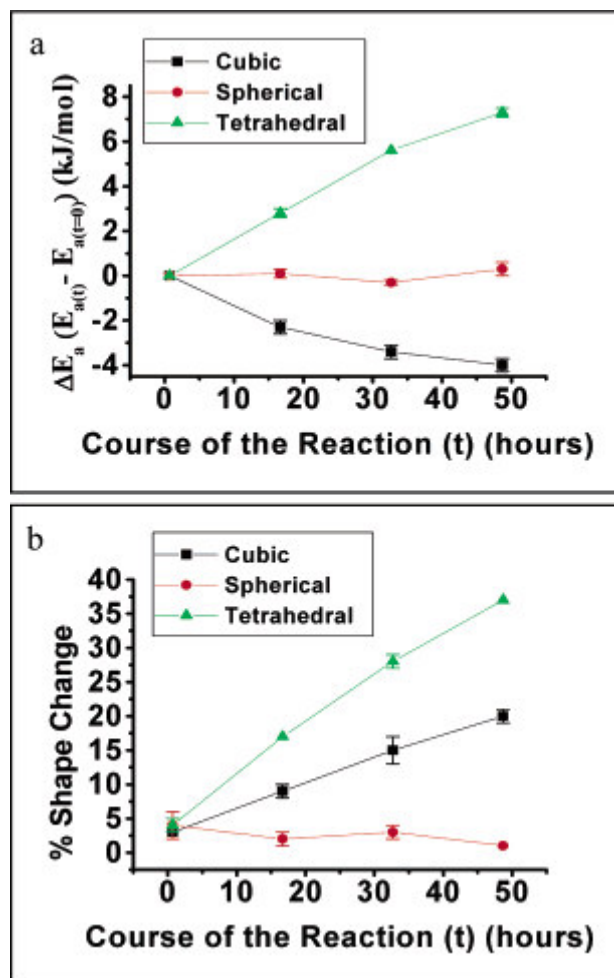 a
Cubic
Spherical
Tetrahedral
8
6
4
2
0
-2
-4
ΔEa (Ea(t)- Ea(t=0)) (kJ/mol)
0 10 20 30 40 50
Course of the Reaction (t) (hours)
b
Cubic
Spherical
Tetrahedral
40
35
30
25
20
15
10
5
0
% Shape Change
0 10 20 30 40 50
Course of the Reaction (t) (hours)